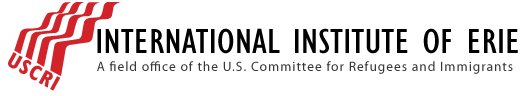 USCRI
INTERNATIONAL INSTITUTE OF ERIE
A field office of the U.S. Committee for Refugees and Immigrants